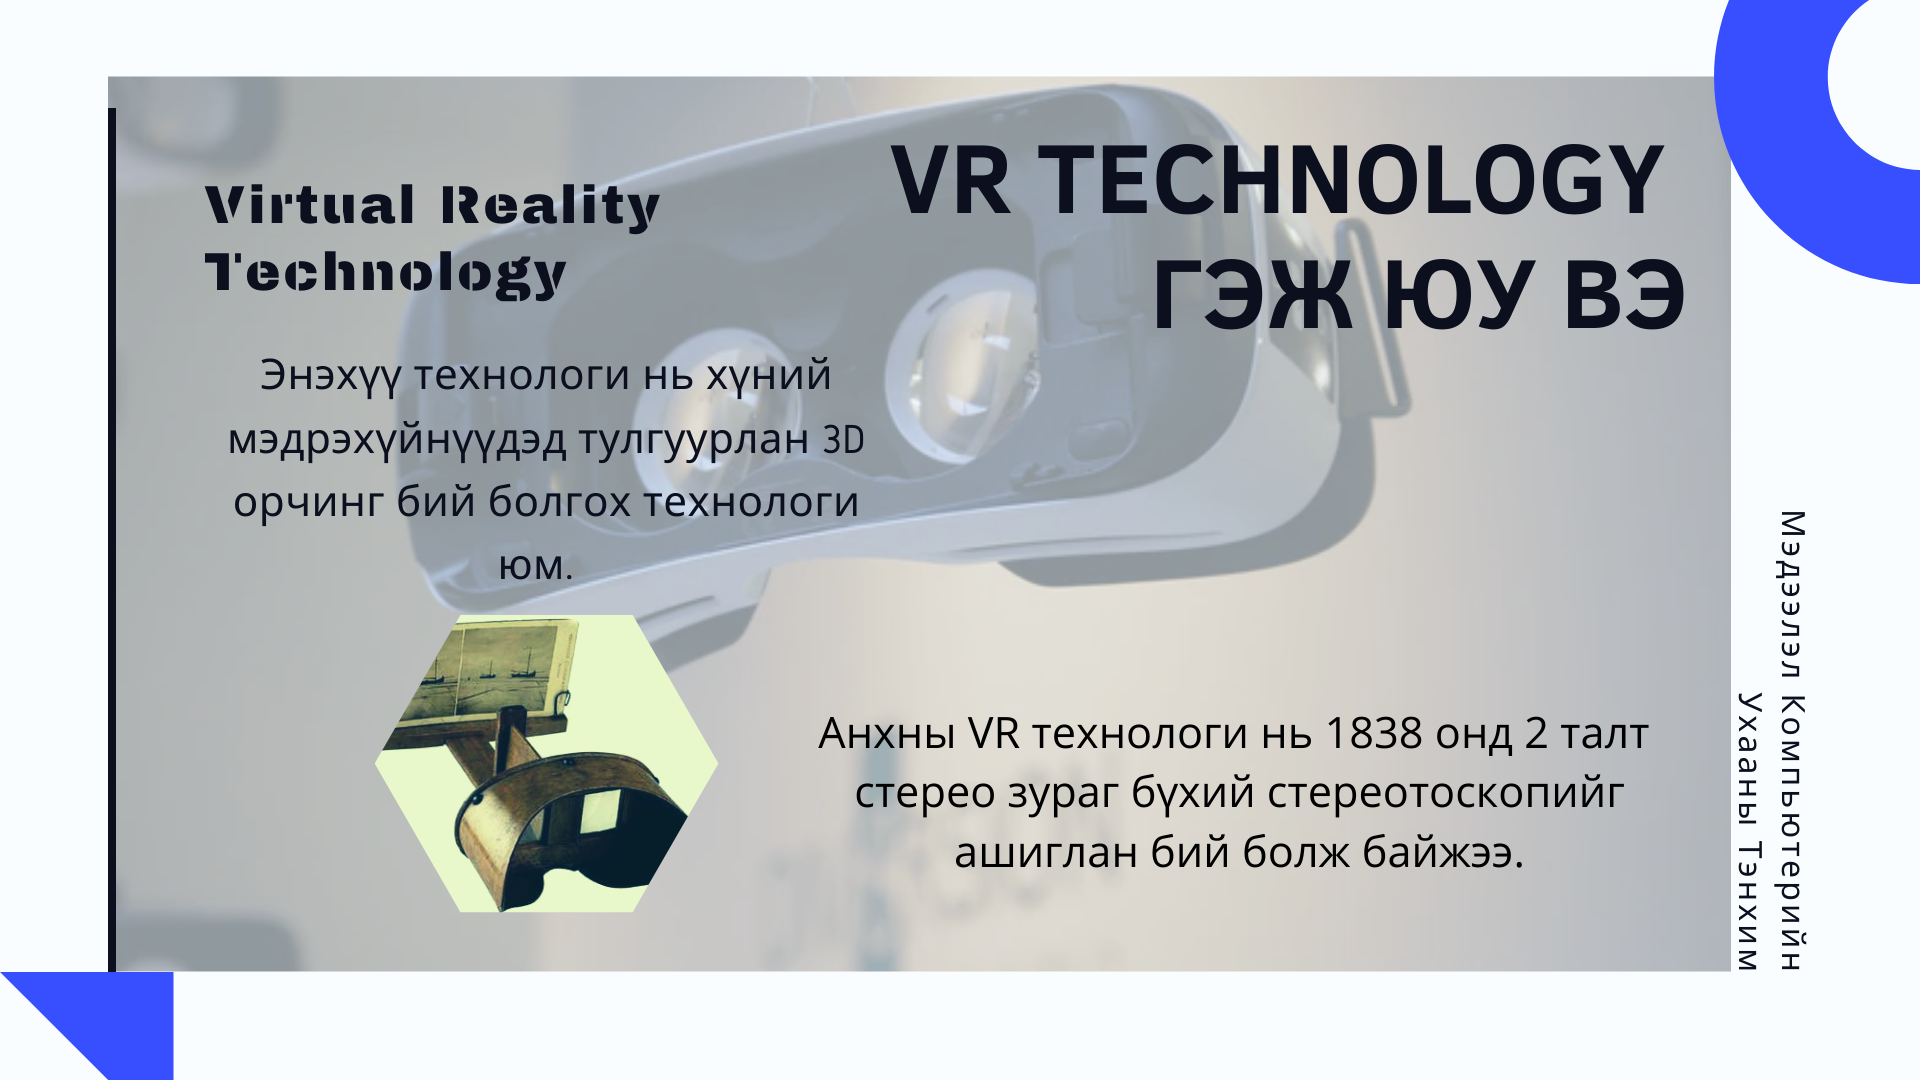 VR TECHNOLOGY
ГЭЖ ЮУ ВЭ
Virtual Reality
Technology
Энэхүү технологи нь хүний
мэдрэхүйнүүдэд тулгуурлан 3D
орчинг бий болгох технологи
юм.
Анхны VR технологи нь 1838 онд 2 талт
стерео зураг бүхий стереотоскопийг
ашиглан бий болж байжээ.
Мэдээлэл Компьютерийн
Ухааны Тэнхим